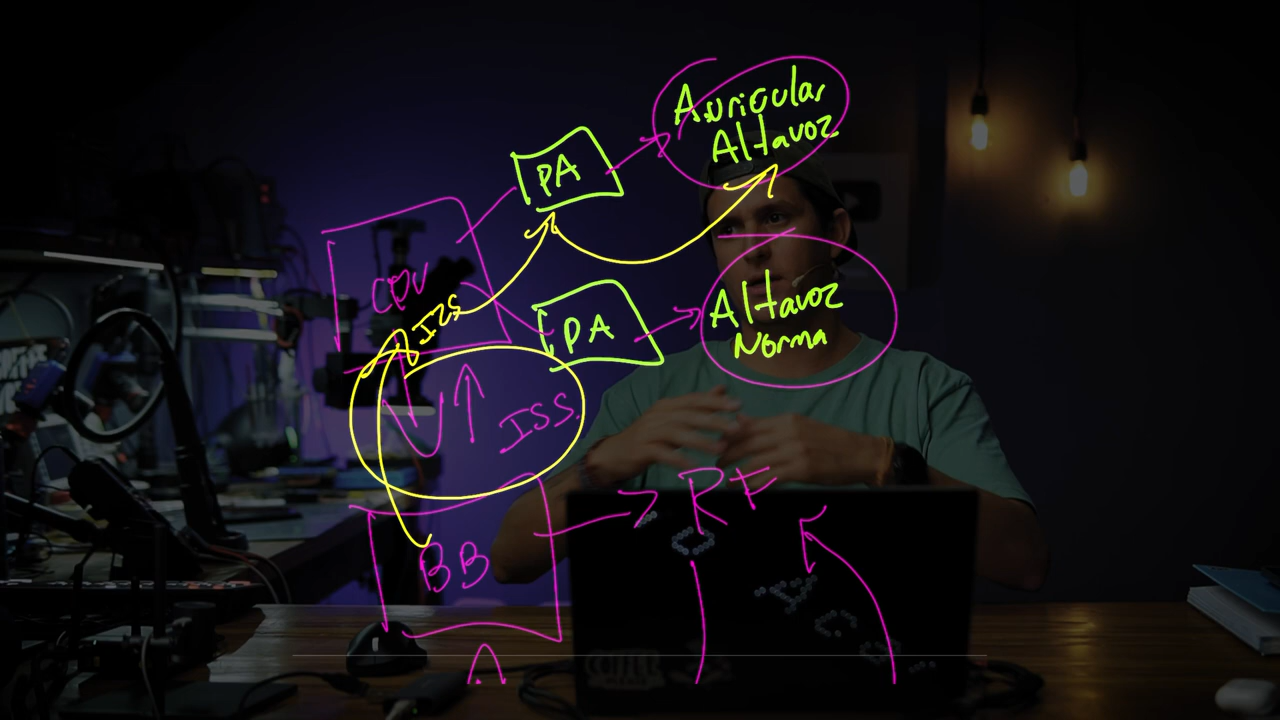 Auricular
Altavoz
PA
CPU
I2S
PA
Altavoz
Norma
ISS.
RF
BB